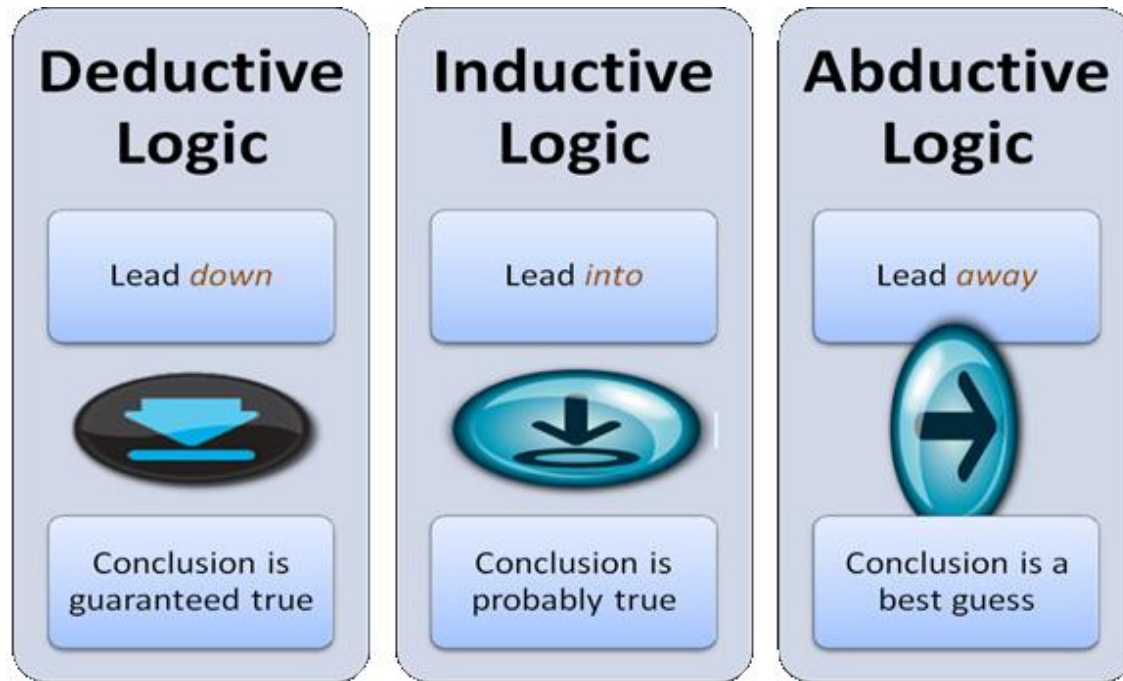 Deductive
Logic
Lead down
Conclusion is
guaranteed true
Inductive
Logic
Lead into
Conclusion is
probably true
Abductive
Logic
Lead away
Conclusion is a
best guess